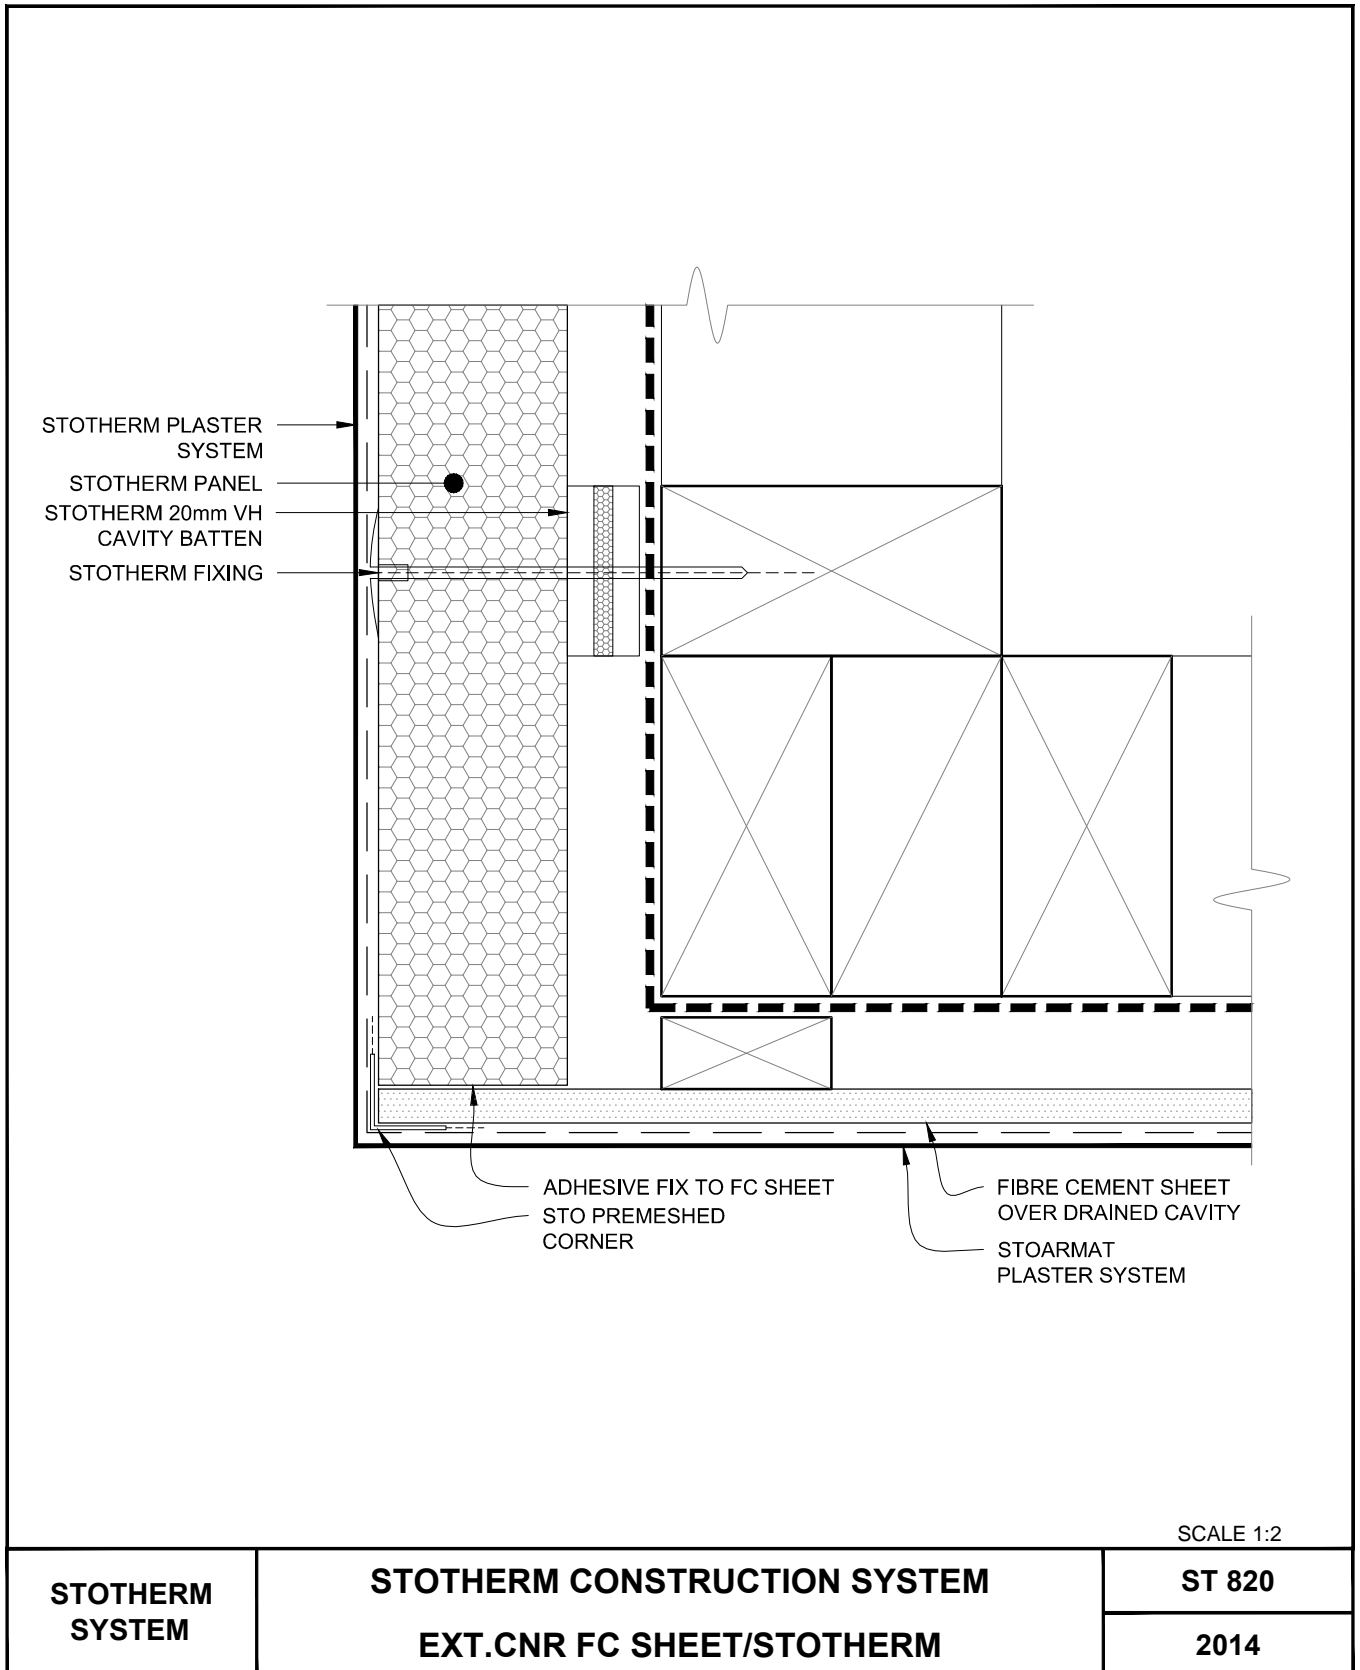 STOTHERM PLASTER
SYSTEM
STOTHERM PANEL
STOTHERM 20mm VH
CAVITY BATTEN
STOTHERM FIXING
ADHESIVE FIX TO FC SHEET
STO PREMESHED
CORNER
FIBRE CEMENT SHEET
OVER DRAINED CAVITY
STOARMAT
PLASTER SYSTEM
SCALE 1:2
STOTHERM
SYSTEM
STOTHERM CONSTRUCTION SYSTEM
EXT.CNR FC SHEET/STOTHERM
ST 820
2014